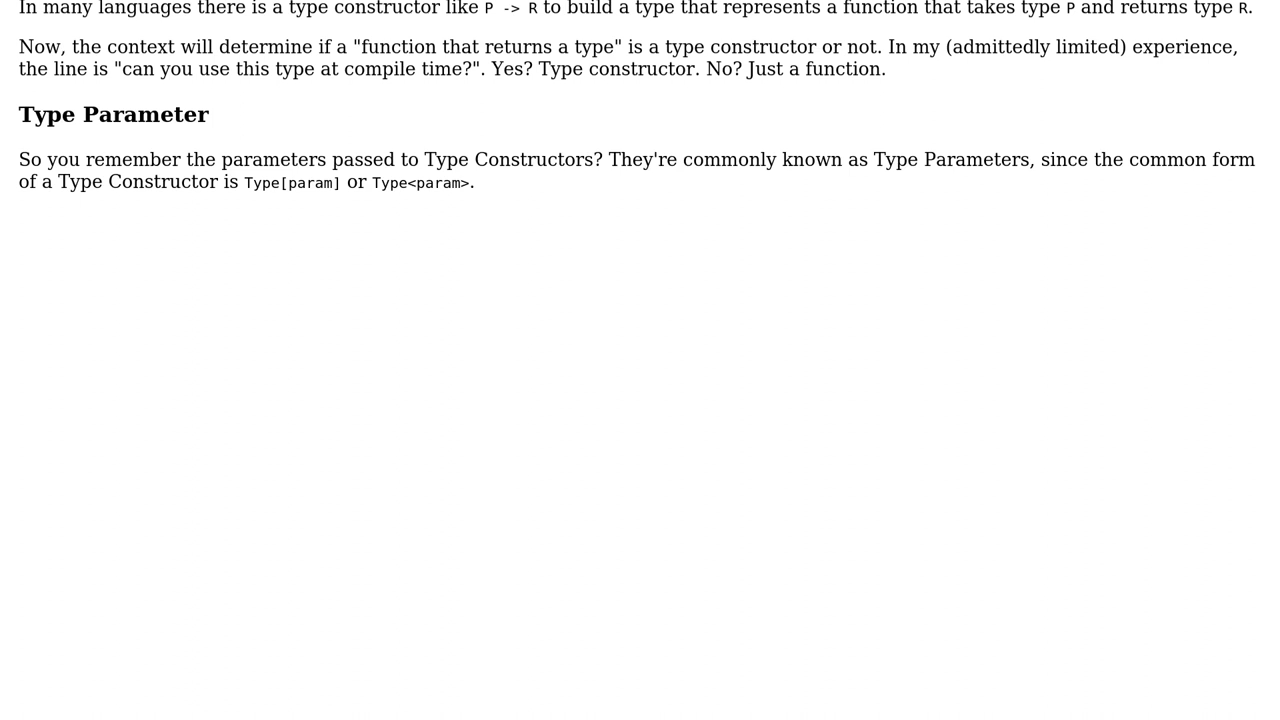 In many languages there is a type constructor like P -> R to build a type that represents a function that takes type P and returns type R.
Now, the context will determine if a "function that returns a type" is a type constructor or not. In my (admittedly limited) experience,
the line is "can you use this type at compile time?". Yes? Type constructor. No? Just a function.
Type Parameter
So you remember the parameters passed to Type Constructors? They're commonly known as Type Parameters, since the common form
of a Type Constructor is Type[param] or Type<param>.